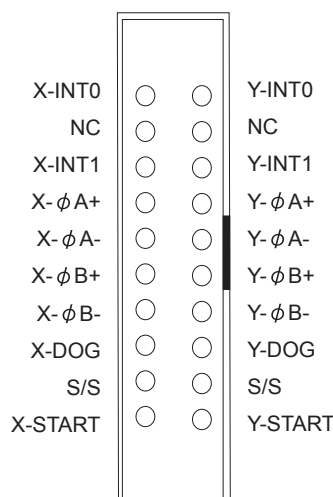 X-INT0 Y-INT0
NC NC
X-INT1 Y-INT1
X-ϕA+ Y-ϕA+
X-ϕA- Y-ϕA-
X-ϕB+ Y-ϕB+
X-ϕB- Y-ϕB-
X-DOG Y-DOG
S/S S/S
X-START Y-START